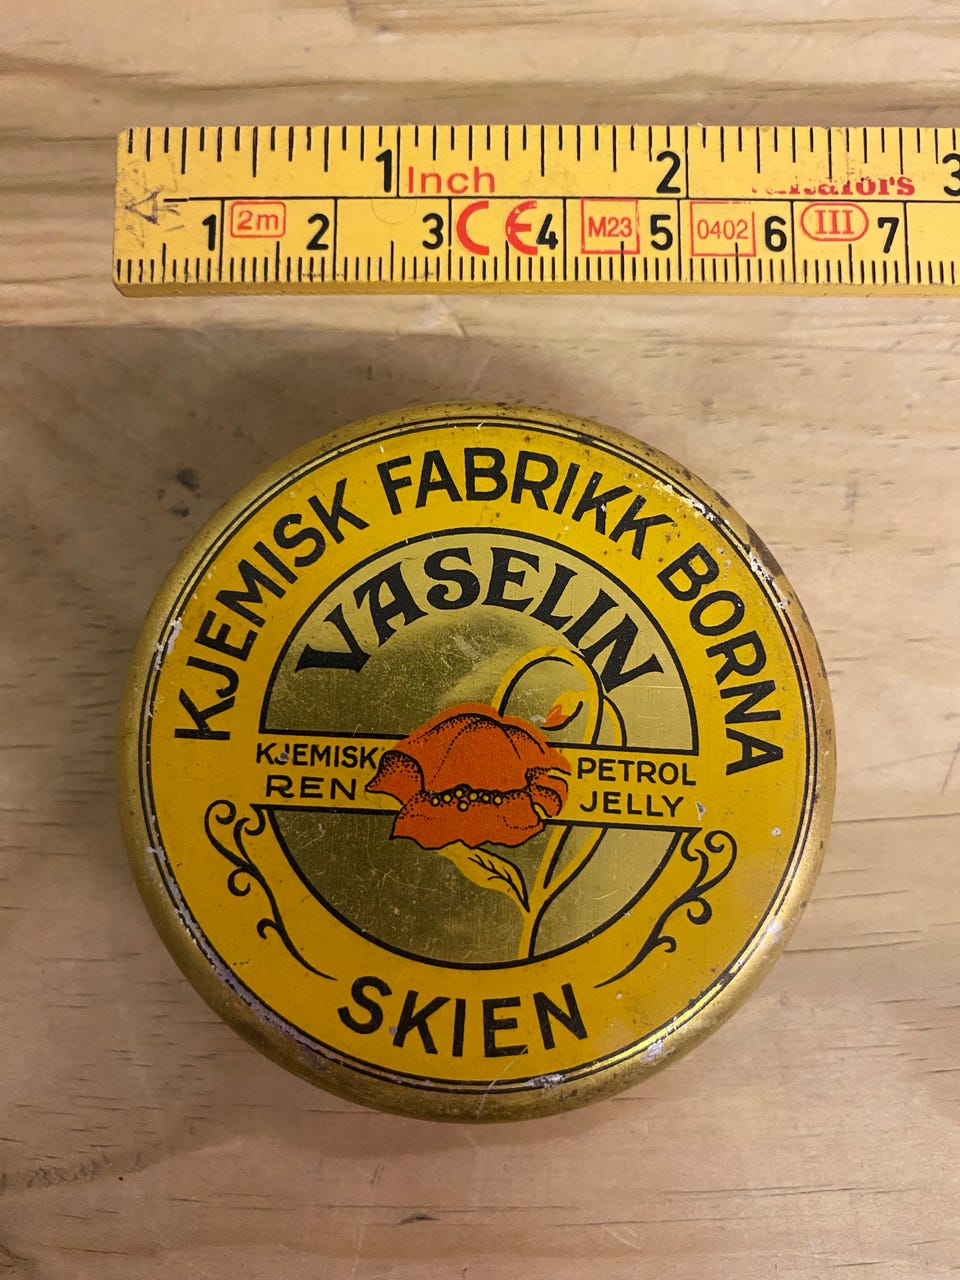 1 Inch 2 3
1 2m 2 3 CE 4 M23 5 0402 6 III 7
KJEMISK FABRIKK BORNA
VASELIN
KJEMISK
REN
PETROL
JELLY
SKIEN